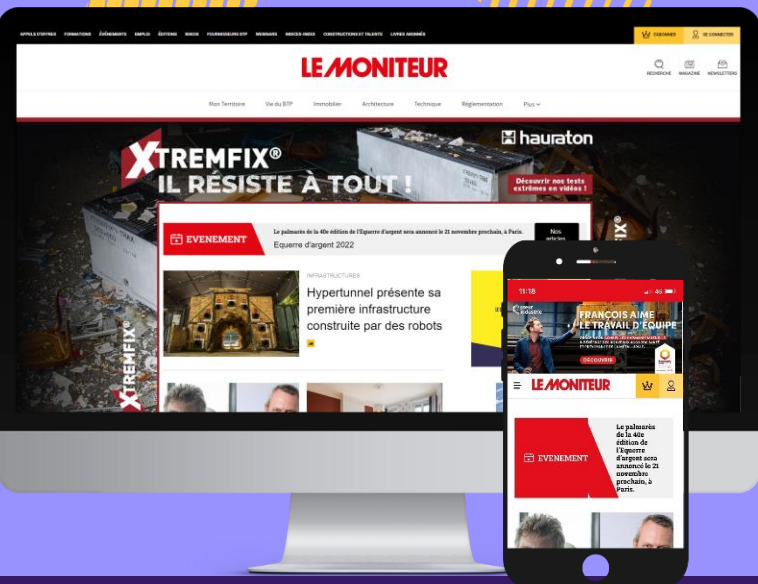 APPELS D'OFFRES FORMATIONS ÉVÉNEMENTS EMPLOI ÉDITIONS INDICES-INDEX CONSTRUCTIONS ET TALENTS LIVRES ABONNÉS
S'ABONNER SE CONNECTER
LE MONITEUR
RECHERCHE MAGAZINE NEWSLETTERS
Mon Territoire Vie du BTP Immobilier Architecture Technique Réglementation Plus
hauraton
XTREMFIX®
IL RÉSISTE À TOUT !
Découvrir nos tests
extrêmes en vidéos !
EVENEMENT
Le palmarès de la 40e édition de l'Equerre d'argent sera annoncé le 21 novembre prochain, à Paris.
Equerre d'argent 2022
Nos
articles
INFRASTRUCTURES
Hypertunnel présente sa
première infrastructure
construite par des robots
XTREMFIX®
11:18
4G
FRANÇOIS AIME
LE TRAVAIL D'ÉQUIPE
DÉCOUVRIR
LE MONITEUR
EVENEMENT
Le palmarès
de la 40e
édition de
l'Equerre
d'argent sera
annoncé le 21
novembre
prochain, à
Paris.